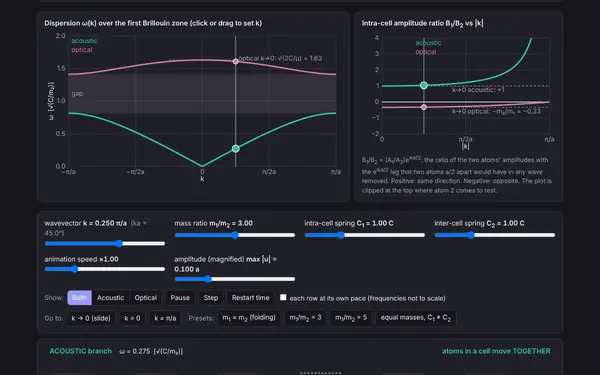 Dispersion ω(k) over the first Brillouin zone (click or drag to set k)
2.0
1.5
1.0
0.5
0.0
ω [√(C/m₂)]
acoustic
optical
optical k→0: √(2C/μ) = 1.63
gap
-π/a
-π/2a
0
π/2a
π/a
k
Intra-cell amplitude ratio B₁/B₂ vs |k|
4
3
2
1
0
−1
−2
acoustic
optical
k→0 acoustic: +1
k→0 optical: −m₂/m₁ = −0.33
0
π/2a
π/a
|k|
B₁/B₂ = (A₁/A₂)e^{ika/2}: the ratio of the two atoms' amplitudes with
the e^{ika/2} lag that two atoms a/2 apart would have in any wave
removed. Positive: same direction. Negative: opposite. The plot is
clipped at the top where atom 2 comes to rest.
wavevector k = 0.250 π/a (ka = 45.0°)
mass ratio m₁/m₂ = 3.00
intra-cell spring C₁ = 1.00 C
inter-cell spring C₂ = 1.00 C
animation speed ×1.00
amplitude (magnified) max |u| = 0.100 a
Show: Both Acoustic Optical Pause Step Restart time each row at its own pace (frequencies not to scale)
Go to: k → 0 (slide) k = 0 k = π/a Presets: m₁ = m₂ (folding) m₁/m₂ = 3 m₁/m₂ = 5 equal masses, C₁ ≠ C₂
ACOUSTIC branch ω = 0.275 [√(C/m₂)] atoms in a cell move TOGETHER